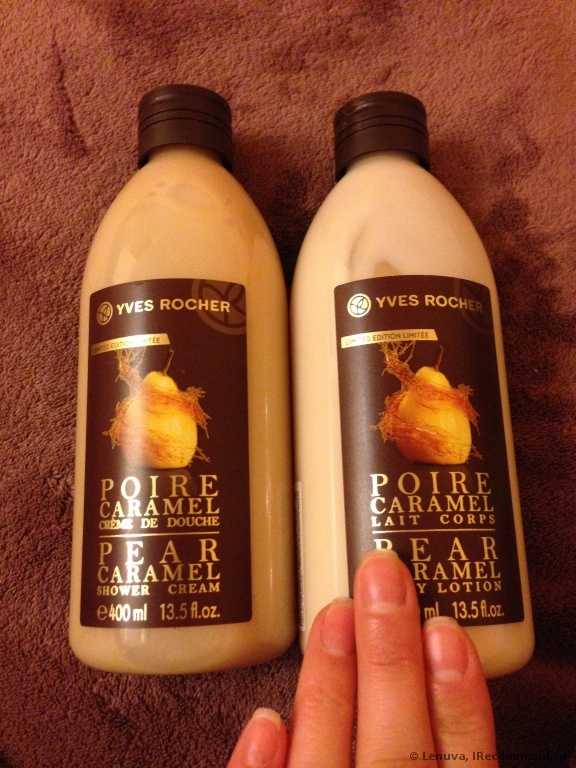 YVES ROCHER
LIMITED EDITION LIMITÉE
POIRE
CARAMEL
CRÈME DE DOUCHE
PEAR
CARAMEL
SHOWER CREAM
e400 ml 13.5 fl.oz.
YVES ROCHER
LIMITED EDITION LIMITÉE
POIRE
CARAMEL
LAIT CORPS
PEAR
RAMEL
Y LOTION
ml 13.5 fl.oz.
© Lenuva, IRecommend.ru